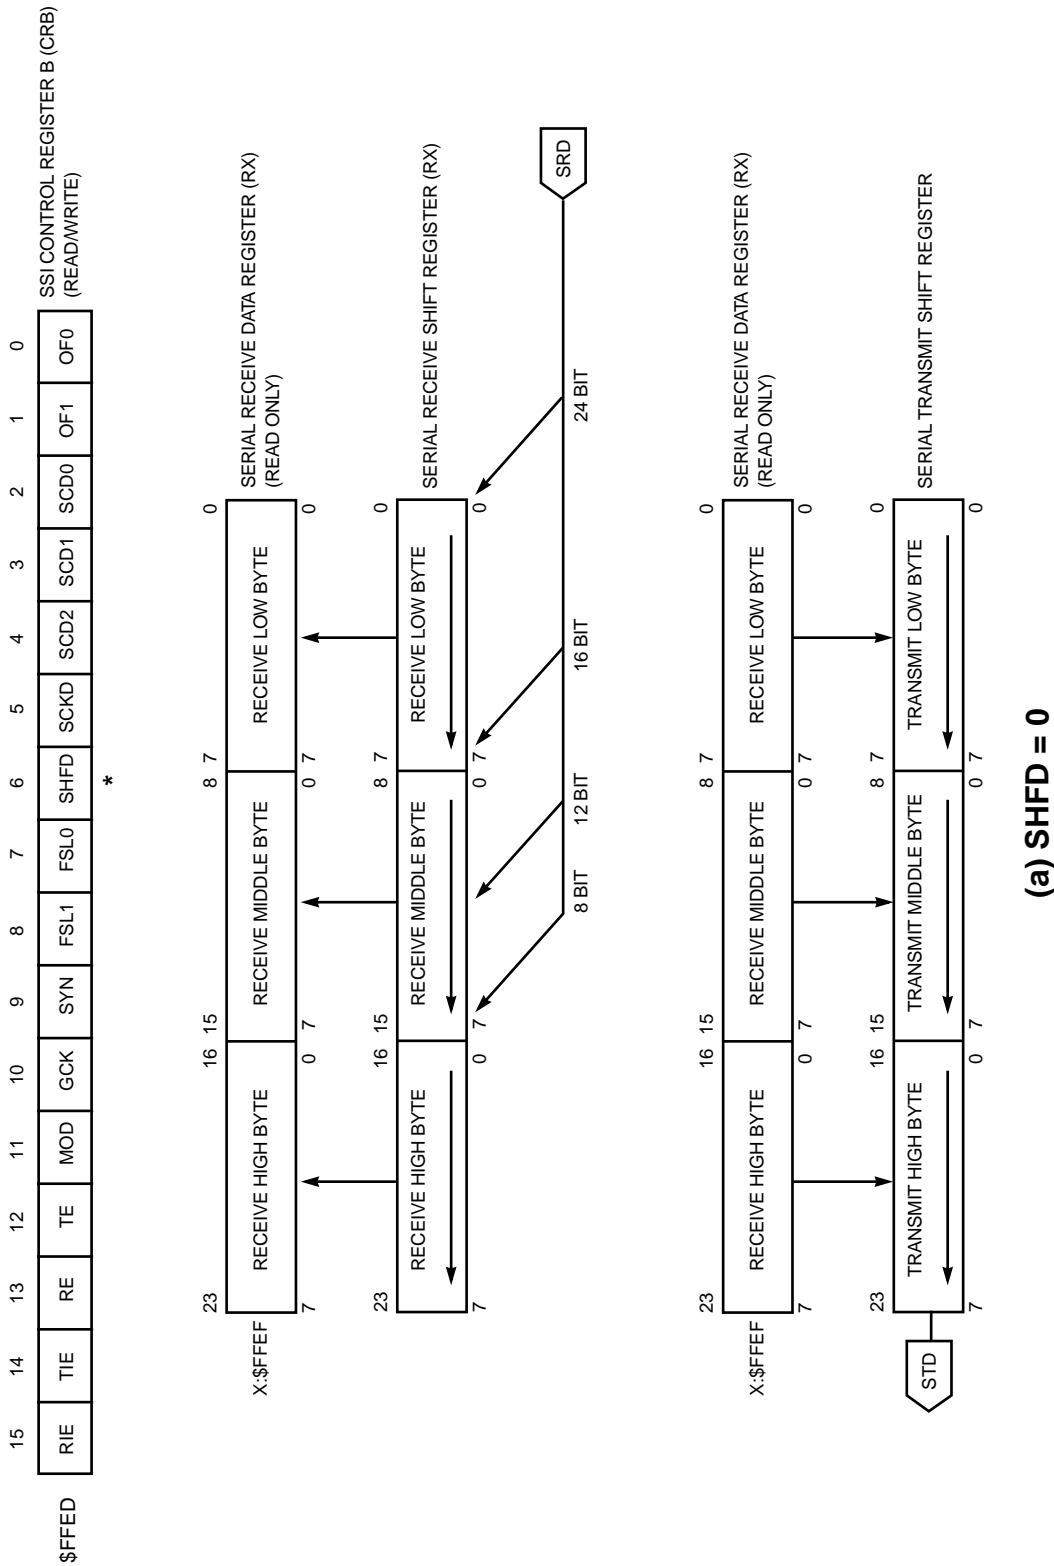 15 14 13 12 11 10 9 8 7 6 5 4 3 2 1 0
$FFED RIE TIE RE TE MOD GCK SYN FSL1 FSL0 SHFD SCKD SCD2 SCD1 SCD0 OF1 OF0
SSI CONTROL REGISTER B (CRB)
(READ/WRITE)
*
23 16 15 8 7 0
X:$FFEF RECEIVE HIGH BYTE RECEIVE MIDDLE BYTE RECEIVE LOW BYTE
SERIAL RECEIVE DATA REGISTER (RX)
(READ ONLY)
7 0 7 0 7 0
23 16 15 8 7 0
RECEIVE HIGH BYTE RECEIVE MIDDLE BYTE RECEIVE LOW BYTE
SERIAL RECEIVE SHIFT REGISTER (RX)
7 0 7 0 7 0
SRD
8 BIT 12 BIT 16 BIT 24 BIT
23 16 15 8 7 0
X:$FFEF RECEIVE HIGH BYTE RECEIVE MIDDLE BYTE RECEIVE LOW BYTE
SERIAL RECEIVE DATA REGISTER (RX)
(READ ONLY)
7 0 7 0 7 0
23 16 15 8 7 0
STD TRANSMIT HIGH BYTE TRANSMIT MIDDLE BYTE TRANSMIT LOW BYTE
SERIAL TRANSMIT SHIFT REGISTER
7 0 7 0 7 0
(a) SHFD = 0